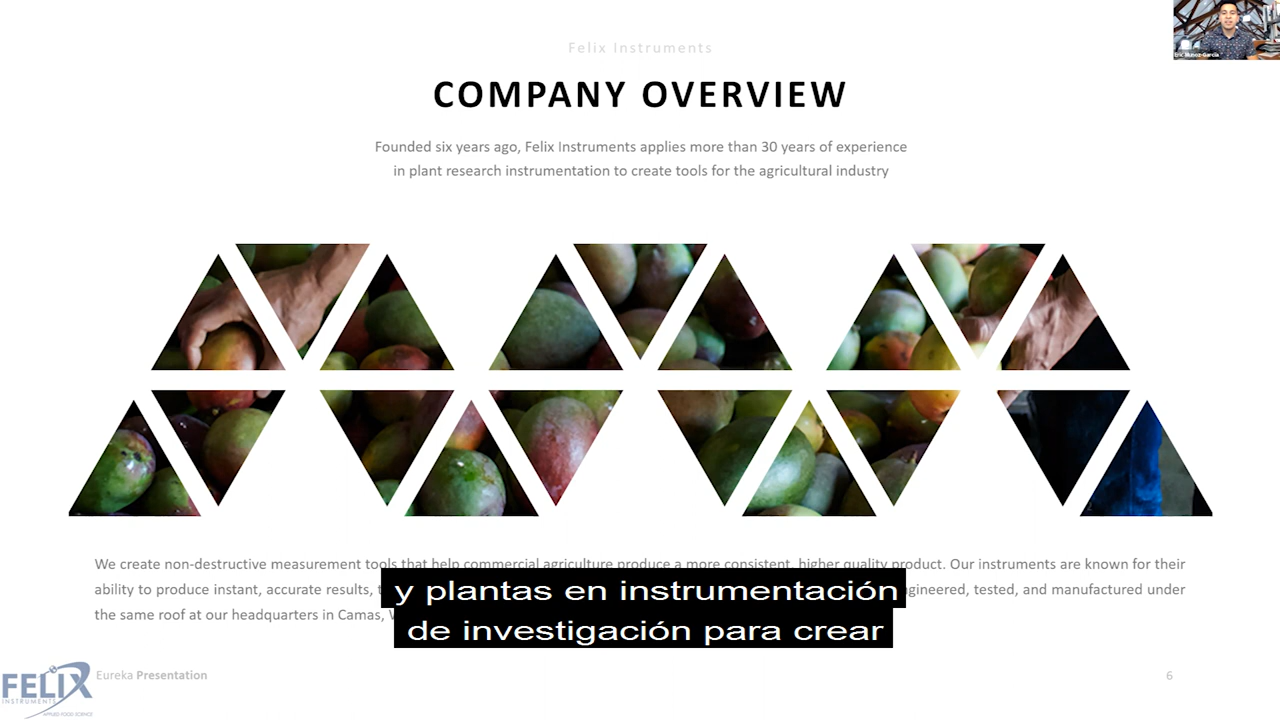 Felix Instruments
COMPANY OVERVIEW
Founded six years ago, Felix Instruments applies more than 30 years of experience
in plant research instrumentation to create tools for the agricultural industry
We create non-destructive measurement tools that help commercial agriculture produce a more consistent, higher quality product. Our instruments are known for their
ability to produce instant, accurate results,
engineered, tested, and manufactured under
the same roof at our headquarters in Camas,
y plantas en instrumentación
de investigación para crear
FELIX
INSTRUMENTS
APPLIED FOOD SCIENCE
Eureka Presentation
6